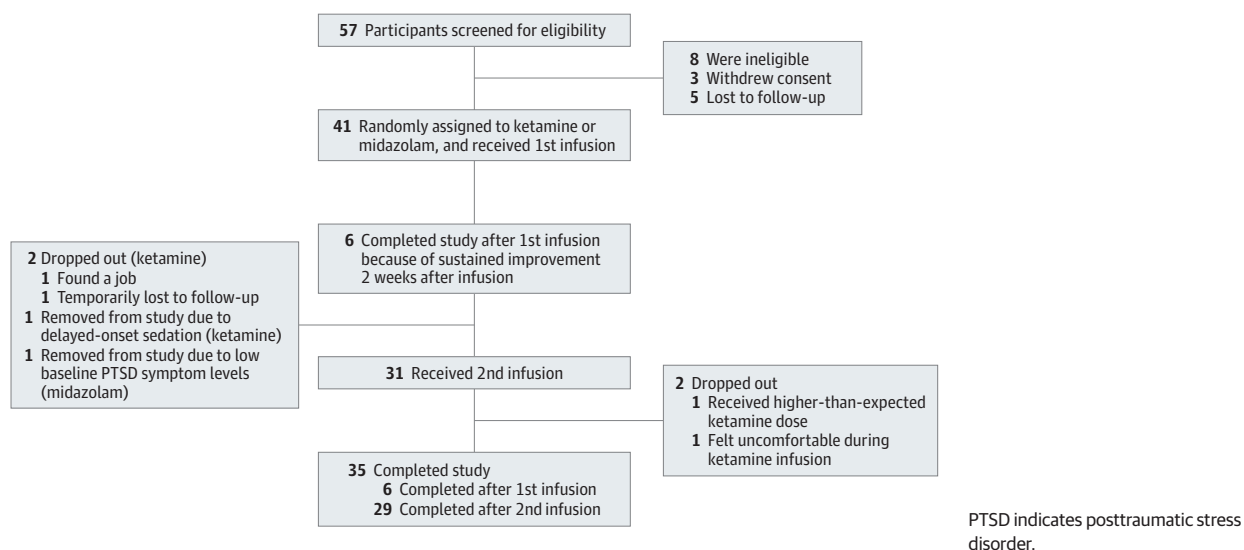 57 Participants screened for eligibility
8 Were ineligible
3 Withdrew consent
5 Lost to follow-up
41 Randomly assigned to ketamine or
midazolam, and received 1st infusion
6 Completed study after 1st infusion
because of sustained improvement
2 weeks after infusion
2 Dropped out (ketamine)
1 Found a job
1 Temporarily lost to follow-up
1 Removed from study due to
delayed-onset sedation (ketamine)
1 Removed from study due to low
baseline PTSD symptom levels
(midazolam)
31 Received 2nd infusion
2 Dropped out
1 Received higher-than-expected
ketamine dose
1 Felt uncomfortable during
ketamine infusion
35 Completed study
6 Completed after 1st infusion
29 Completed after 2nd infusion
PTSD indicates posttraumatic stress
disorder.